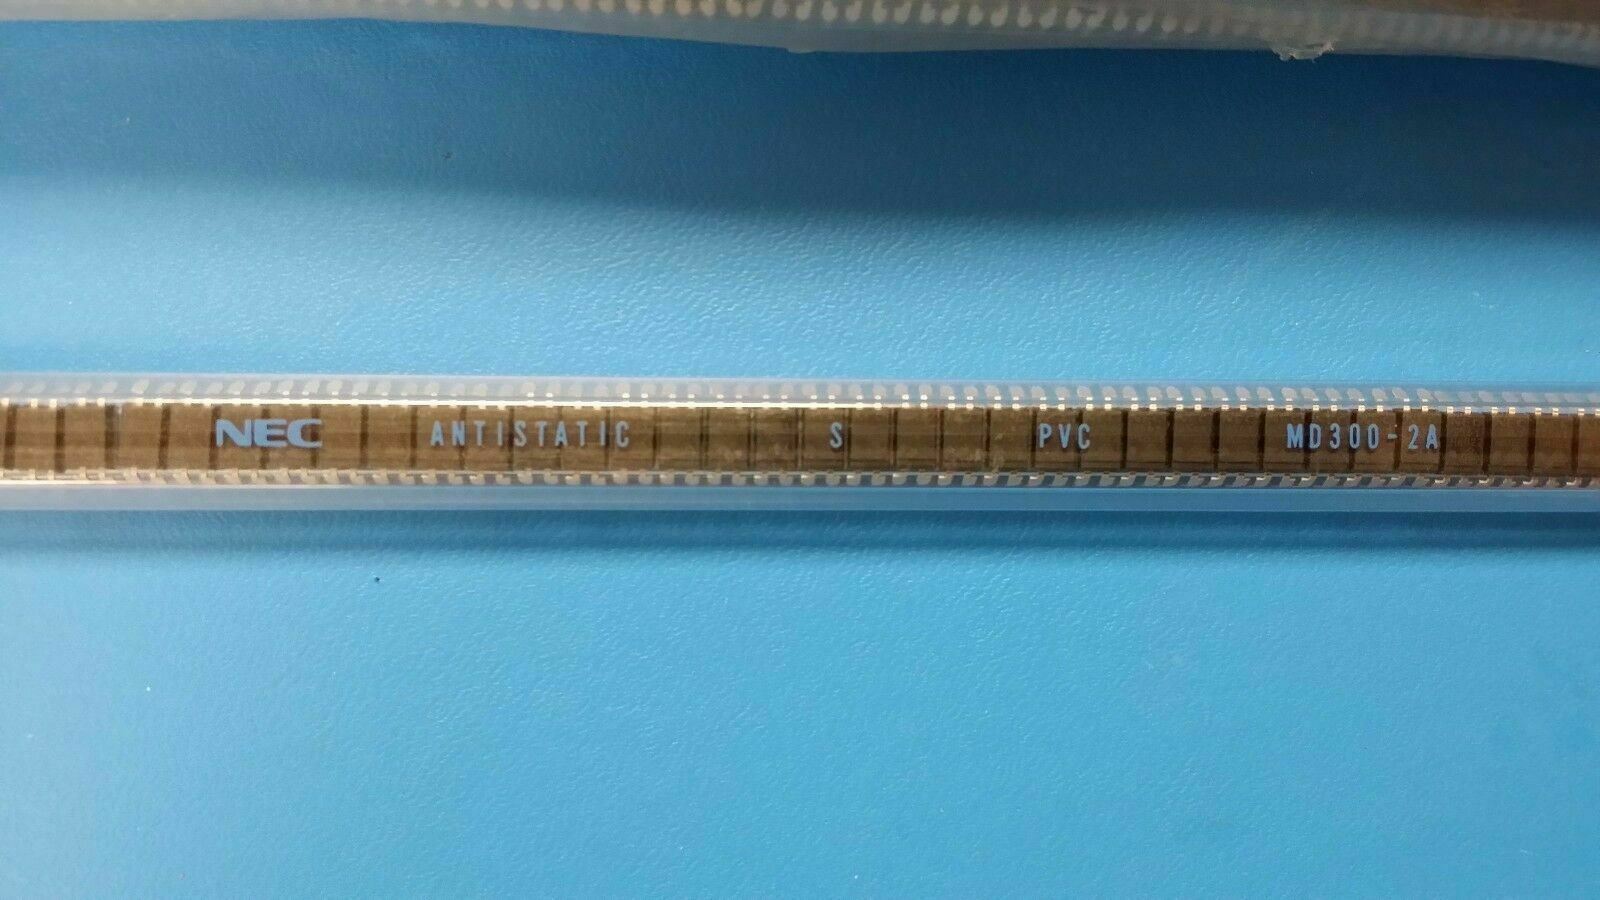 NEC ANTISTATIC S PVC MD300-2A